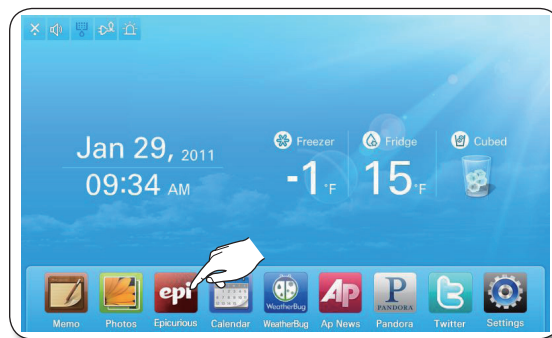 Freezer
Fridge
Cubed
Jan 29, 2011
-1 °F
15 °F
09:34 AM
epi
WeatherBug
AP
P
PANDORA
Memo
Photos
Epicurious
Calendar
WeatherBug
Ap News
Pandora
Twitter
Settings